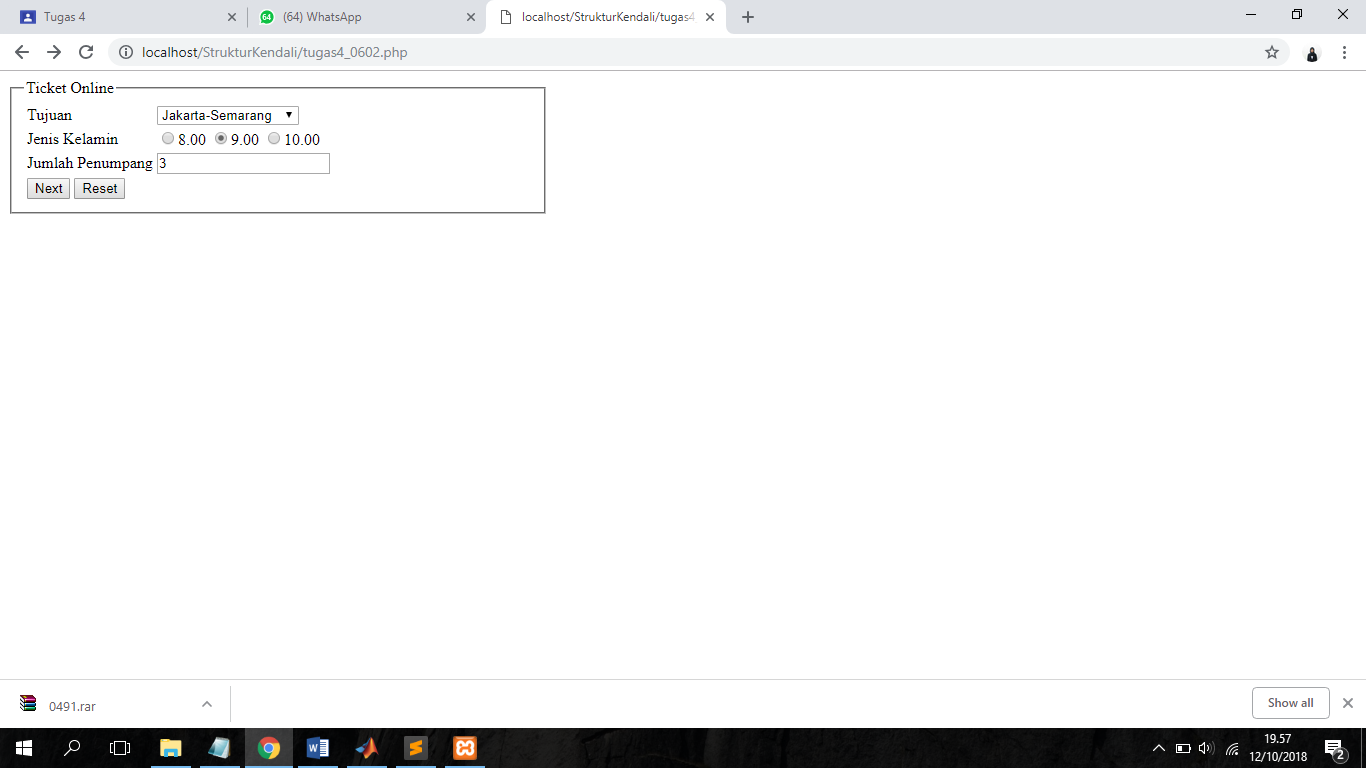 Tugas 4
64 (64) WhatsApp
localhost/StrukturKendali/tugas4
localhost/StrukturKendali/tugas4_0602.php
Ticket Online
Tujuan Jakarta-Semarang
Jenis Kelamin 8.00 9.00 10.00
Jumlah Penumpang 3
Next Reset
0491.rar
Show all
19.57
12/10/2018
2